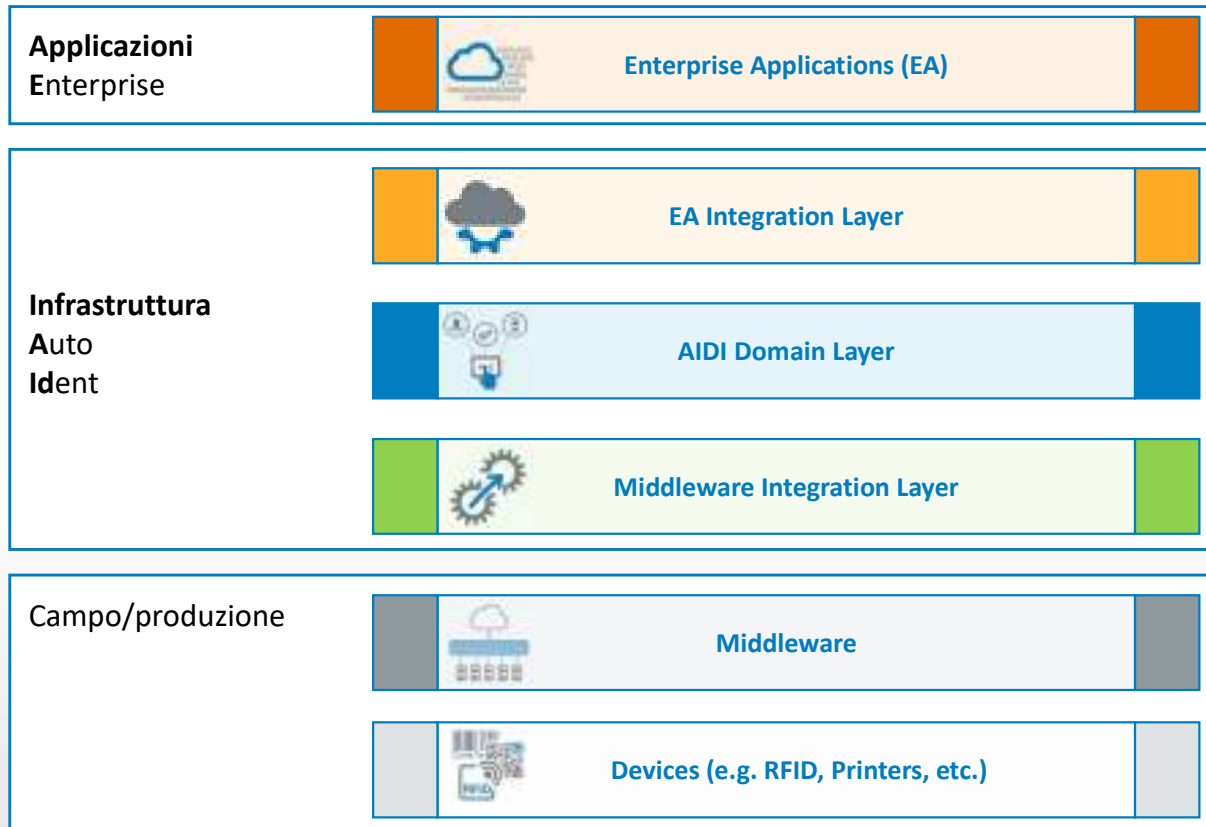 Applicazioni
Enterprise
Enterprise Applications (EA)
Infrastruttura
Auto
Ident
EA Integration Layer
AIDI Domain Layer
Middleware Integration Layer
Campo/produzione
Middleware
Devices (e.g. RFID, Printers, etc.)
RFID